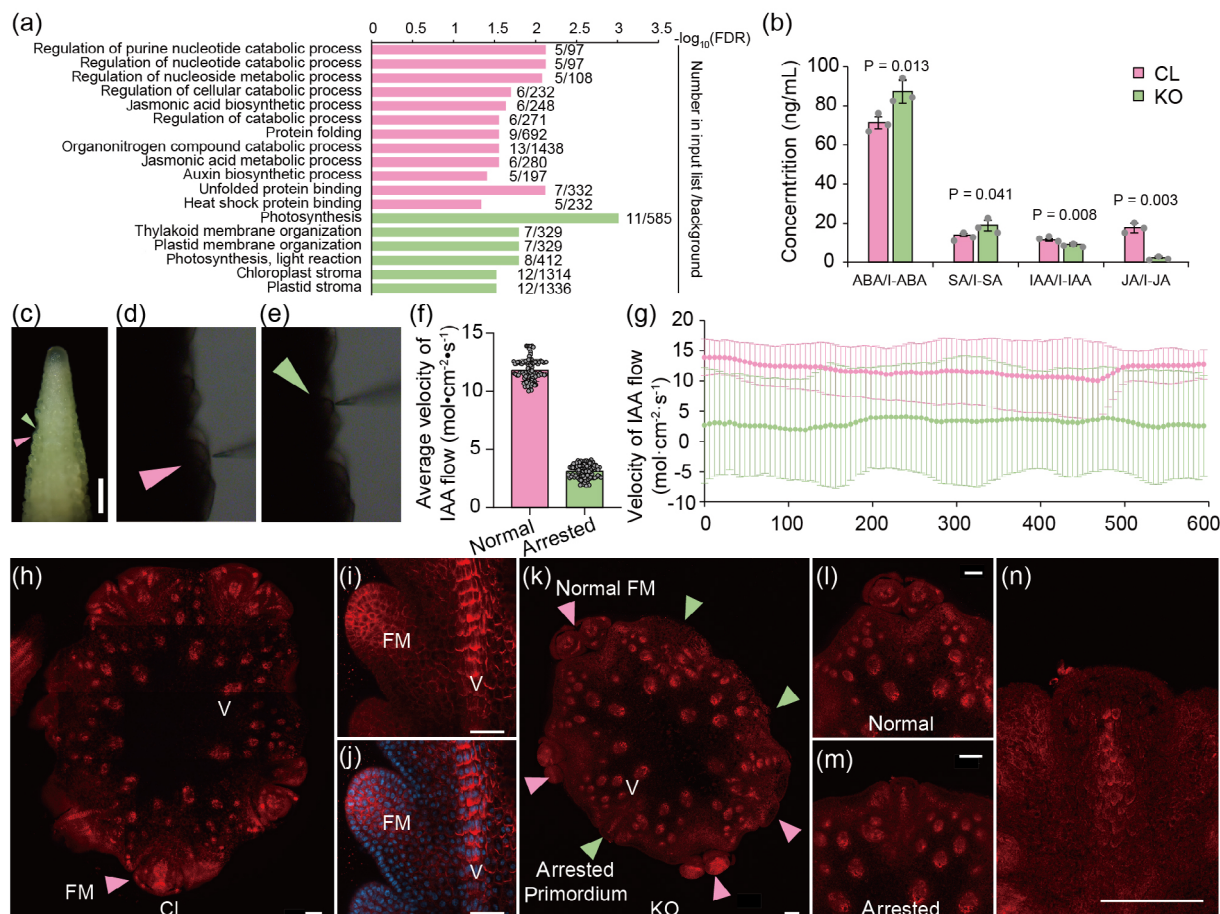 (a)
0 0.5 1 1.5 2 2.5 3 3.5
-log10(FDR)
Regulation of purine nucleotide catabolic process 5/97
Regulation of nucleotide catabolic process 5/97
Regulation of nucleoside metabolic process 5/108
Regulation of cellular catabolic process 6/232
Jasmonic acid biosynthetic process 6/248
Regulation of catabolic process 6/271
Protein folding 9/692
Organonitrogen compound catabolic process 13/1438
Jasmonic acid metabolic process 6/280
Auxin biosynthetic process 5/197
Unfolded protein binding 7/332
Heat shock protein binding 5/232
Photosynthesis 11/585
Thylakoid membrane organization 7/329
Plastid membrane organization 7/329
Photosynthesis, light reaction 8/412
Chloroplast stroma 12/1314
Plastid stroma 12/1336
Number in input list /background
(b)
Concerntrition (ng/mL)
100
80
60
40
20
0
P = 0.013
P = 0.041
P = 0.008
P = 0.003
CL
KO
ABA/I-ABA SA/I-SA IAA/I-IAA JA/I-JA
(c)
(d)
(e)
(f)
Average velocity of
IAA flow (mol•cm-2•s-1)
15
10
5
0
Normal
Arrested
(g)
Velocity of IAA flow
(mol·cm-2·s-1)
20
15
10
5
0
-5
-10
0 100 200 300 400 500 600
(h)
V
FM
CL
(i)
FM
V
(j)
FM
V
(k)
Normal FM
V
Arrested
Primordium
KO
(l)
Normal
(m)
Arrested
(n)